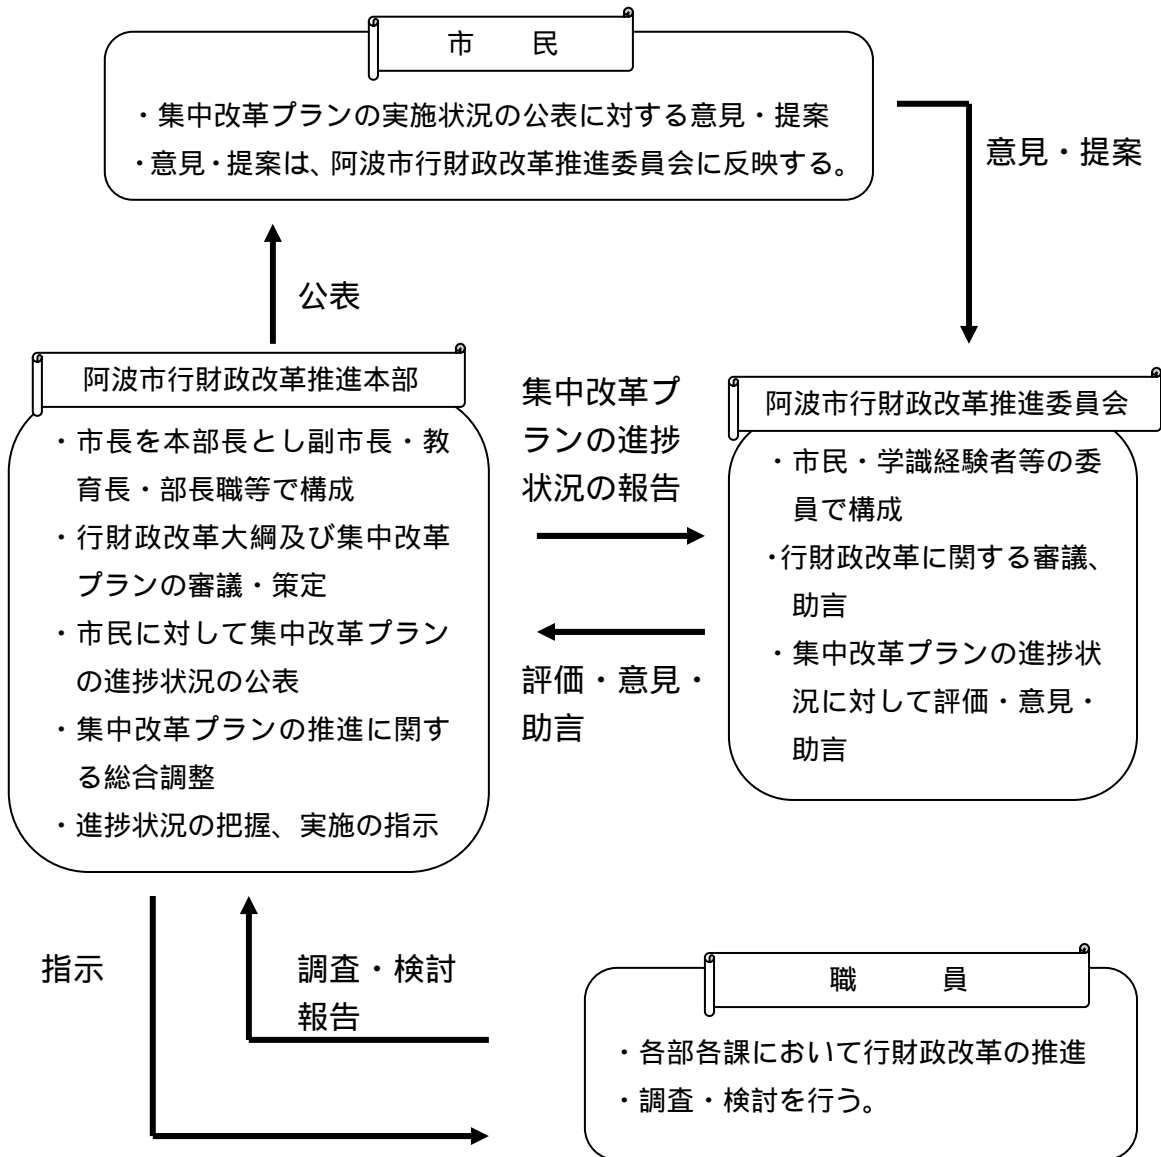 市　　民
・集中改革プランの実施状況の公表に対する意見・提案
・意見・提案は、阿波市行財政改革推進委員会に反映する。
意見・提案
公表
阿波市行財政改革推進本部
・市長を本部長とし副市長・教
育長・部長職等で構成
・行財政改革大綱及び集中改革
プランの審議・策定
・市民に対して集中改革プラン
の進捗状況の公表
・集中改革プランの推進に関す
る総合調整
・進捗状況の把握、実施の指示
集中改革プ
ランの進捗
状況の報告
評価・意見・
助言
阿波市行財政改革推進委員会
・市民・学識経験者等の委
員で構成
・行財政改革に関する審議、
助言
・集中改革プランの進捗状
況に対して評価・意見・
助言
指示
調査・検討
報告
職　　員
・各部各課において行財政改革の推進
・調査・検討を行う。